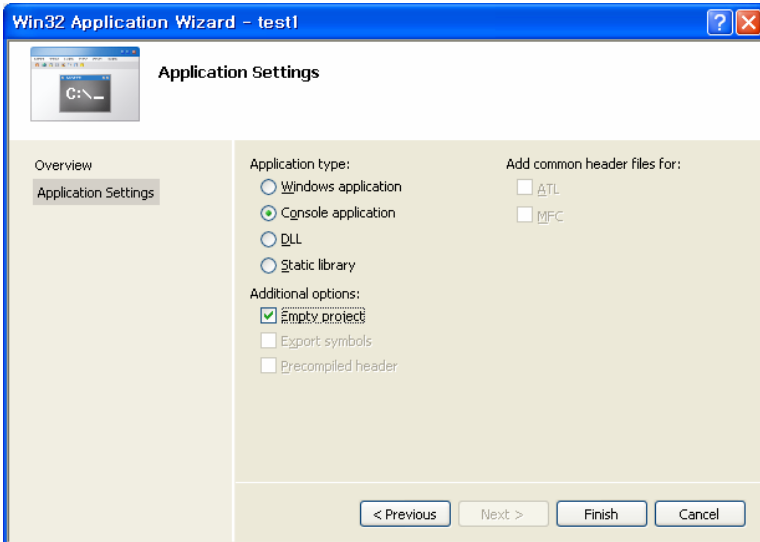 Win32 Application Wizard - test1
C:\_
Application Settings
Overview
Application Settings
Application type:
Windows application
Console application
DLL
Static library
Additional options:
Empty project
Export symbols
Precompiled header
Add common header files for:
ATL
MFC
< Previous
Next >
Finish
Cancel